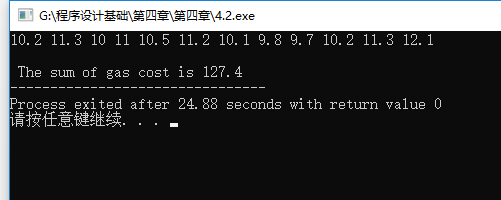 G:\程序设计基础\第四章\第四章\4.2.exe
10.2 11.3 10 11 10.5 11.2 10.1 9.8 9.7 10.2 11.3 12.1
The sum of gas cost is 127.4
--------------------------------
Process exited after 24.88 seconds with return value 0
请按任意键继续. . .